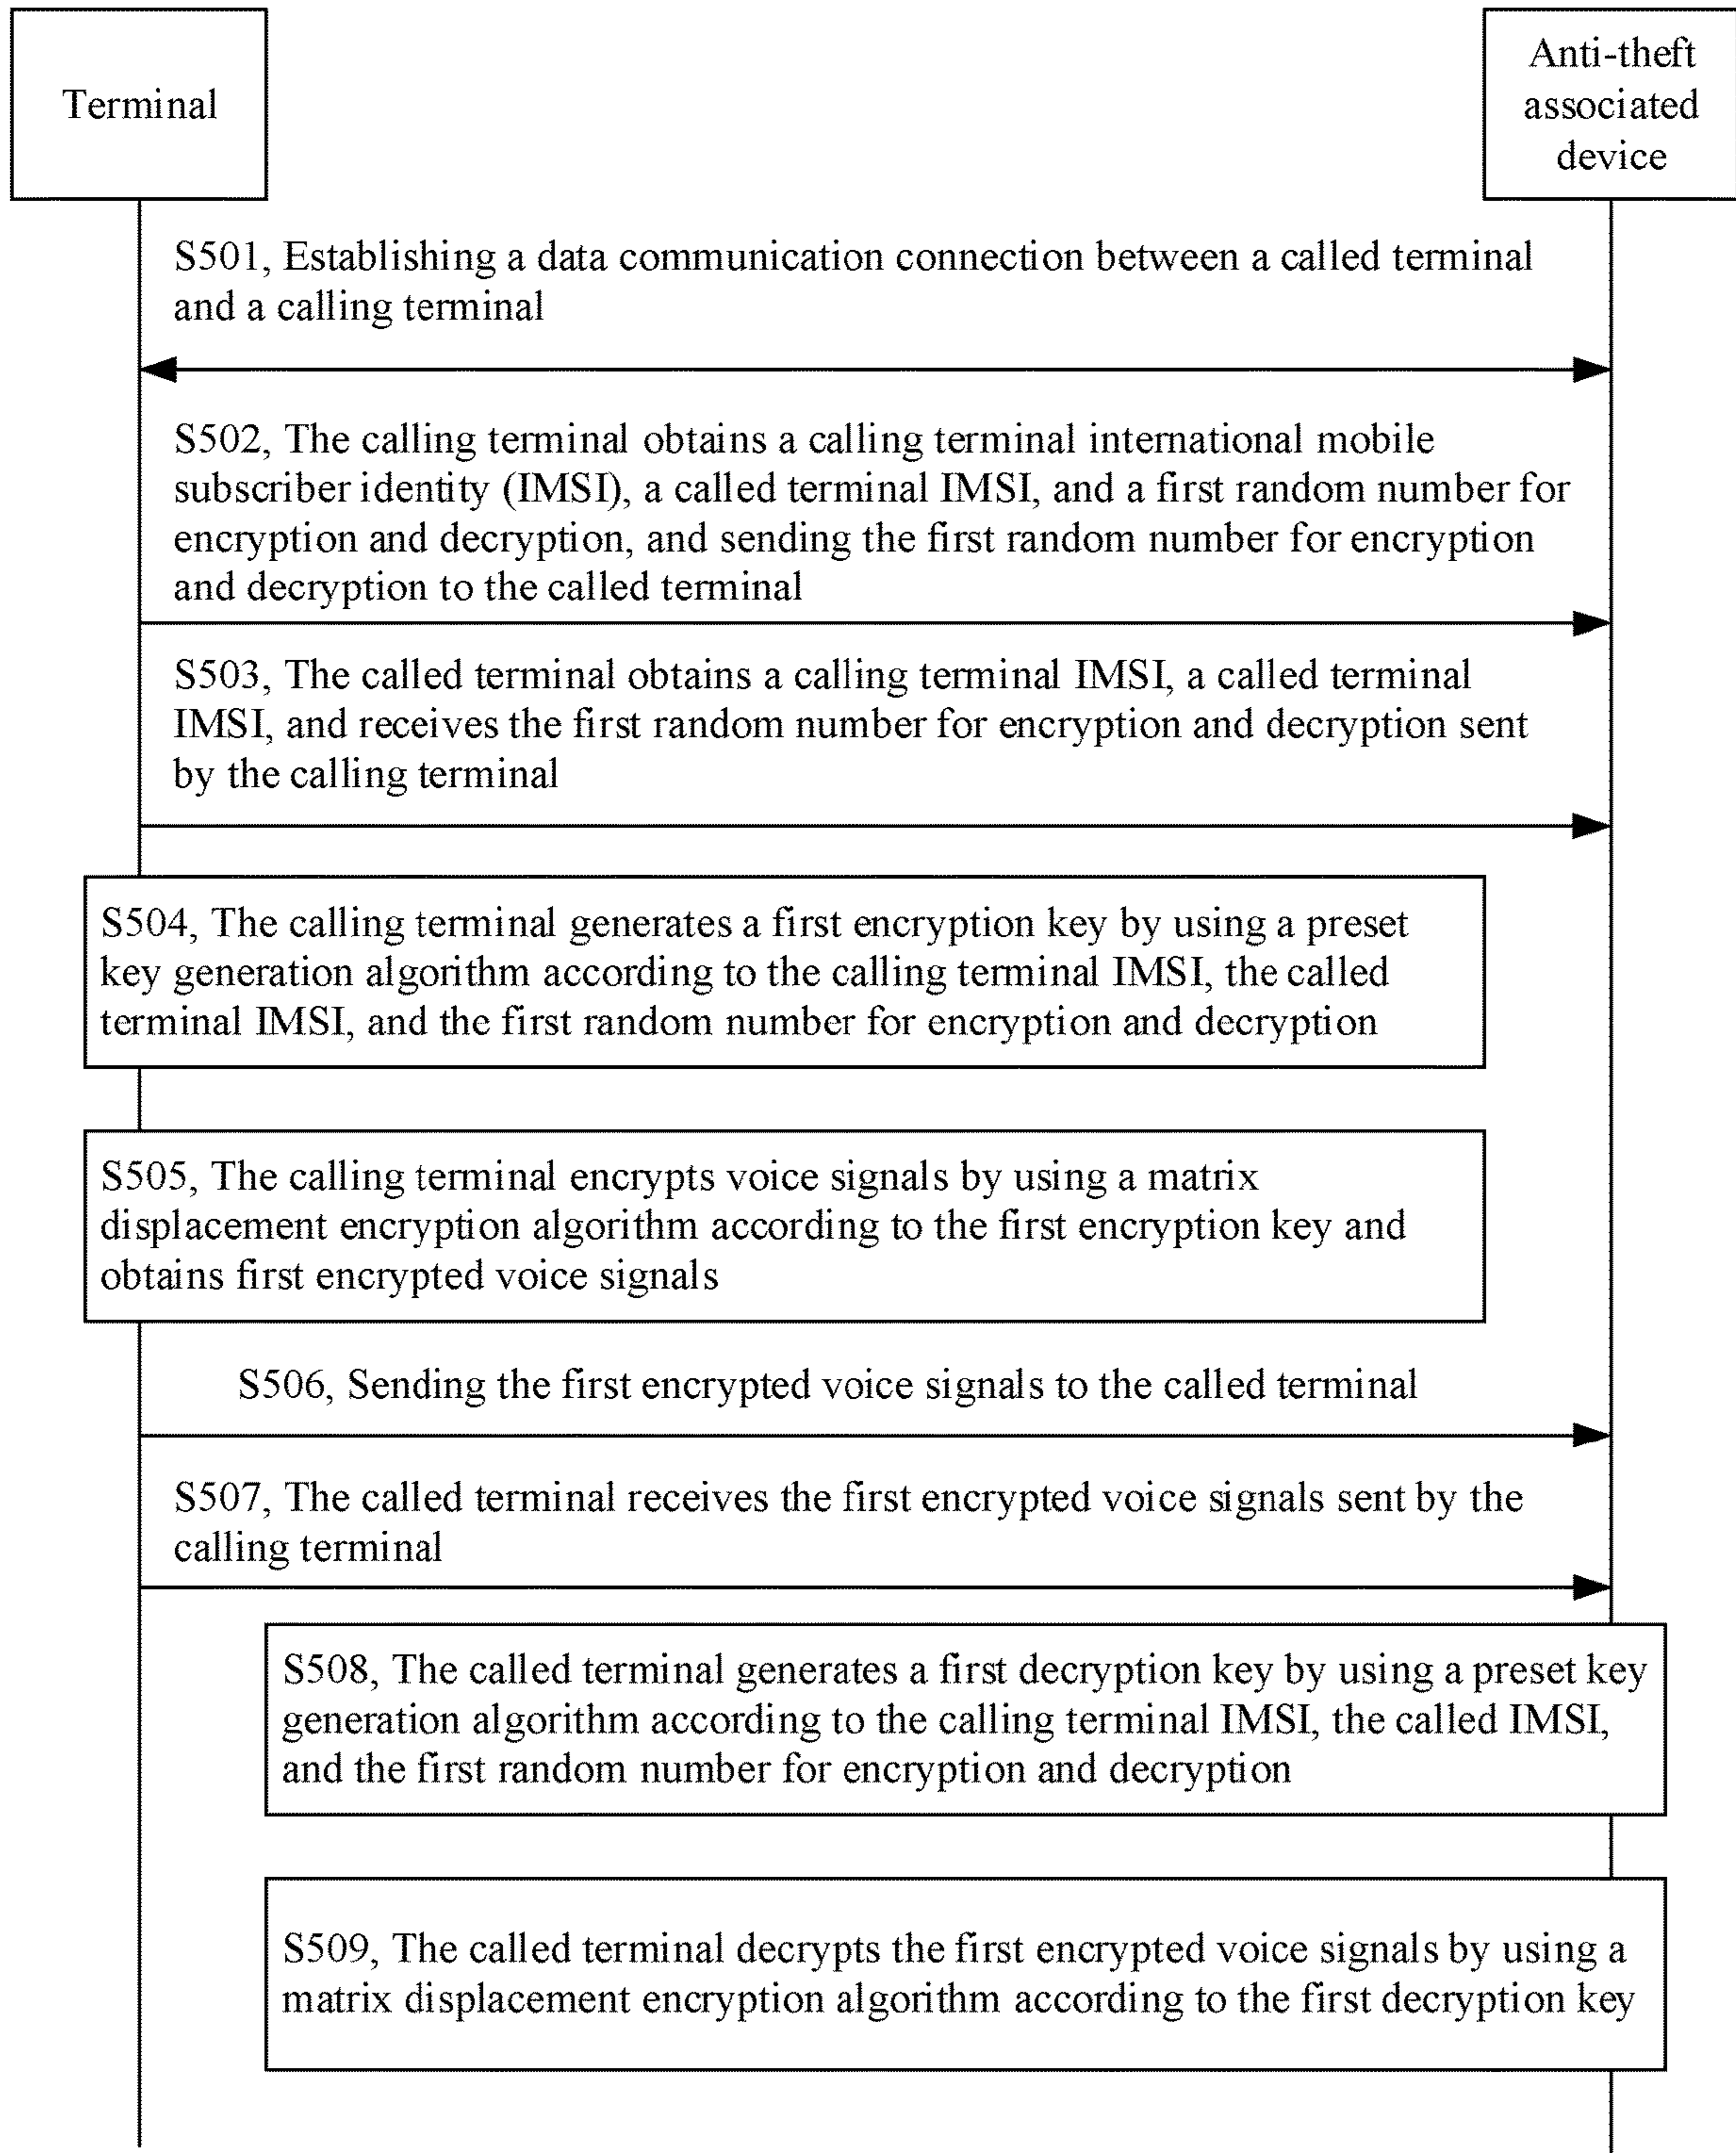 Terminal
Anti-theft
associated
device
S501, Establishing a data communication connection between a called terminal
and a calling terminal
S502, The calling terminal obtains a calling terminal international mobile
subscriber identity (IMSI), a called terminal IMSI, and a first random number for
encryption and decryption, and sending the first random number for encryption
and decryption to the called terminal
S503, The called terminal obtains a calling terminal IMSI, a called terminal
IMSI, and receives the first random number for encryption and decryption sent
by the calling terminal
S504, The calling terminal generates a first encryption key by using a preset
key generation algorithm according to the calling terminal IMSI, the called
terminal IMSI, and the first random number for encryption and decryption
S505, The calling terminal encrypts voice signals by using a matrix
displacement encryption algorithm according to the first encryption key and
obtains first encrypted voice signals
S506, Sending the first encrypted voice signals to the called terminal
S507, The called terminal receives the first encrypted voice signals sent by the
calling terminal
S508, The called terminal generates a first decryption key by using a preset key
generation algorithm according to the calling terminal IMSI, the called IMSI,
and the first random number for encryption and decryption
S509, The called terminal decrypts the first encrypted voice signals by using a
matrix displacement encryption algorithm according to the first decryption key